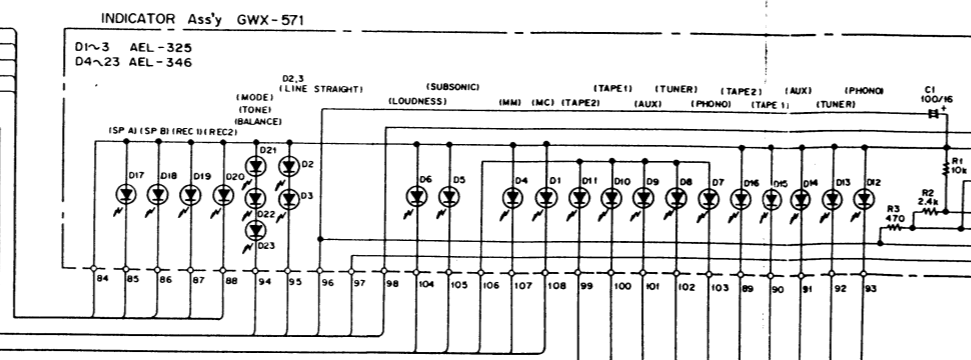 INDICATOR Ass'y GWX-571
D1~3 AEL-325
D4~23 AEL-346
D2,3
(LINE STRAIGHT)
(MODE)
(TONE)
(BALANCE)
(SUBSONIC)
(TAPE1) (TUNER) (TAPE2) (AUX) (PHONO)
(LOUDNESS) (MM) (MC) (TAPE2) (AUX) (PHONO) (TAPE 1) (TUNER)
C1
100/16
+
(SP A) (SP B) (REC 1) (REC2)
D21 D2
D17 D18 D19 D20 D3
D22
D23
D6 D5 D4 D1 D11 D10 D9 D8 D7 D16 D15 D14 D13 D12
R1
10k
R2
2.4k
R3
470
84 85 86 87 88 94 95 96 97 98 104 105 106 107 108 99 100 101 102 103 89 90 91 92 93